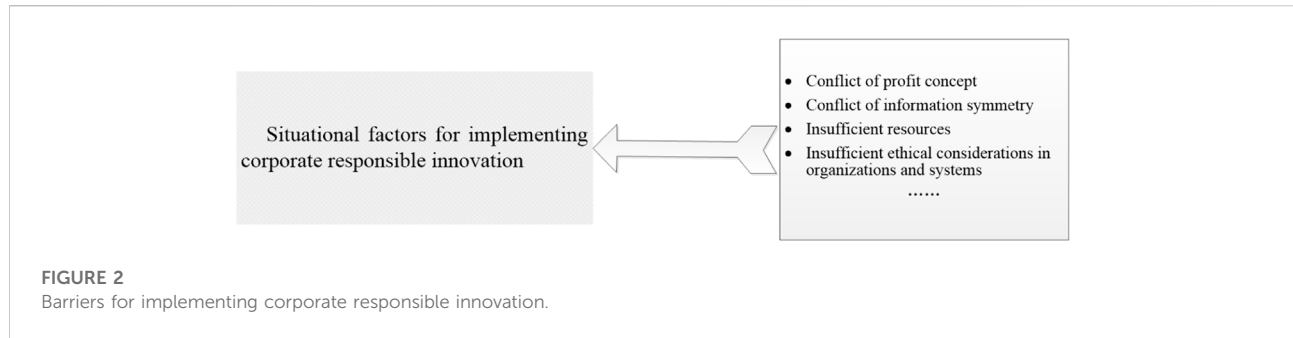 Situational factors for implementing
corporate responsible innovation
• Conflict of profit concept
• Conflict of information symmetry
• Insufficient resources
• Insufficient ethical considerations in
organizations and systems
……
FIGURE 2
Barriers for implementing corporate responsible innovation.